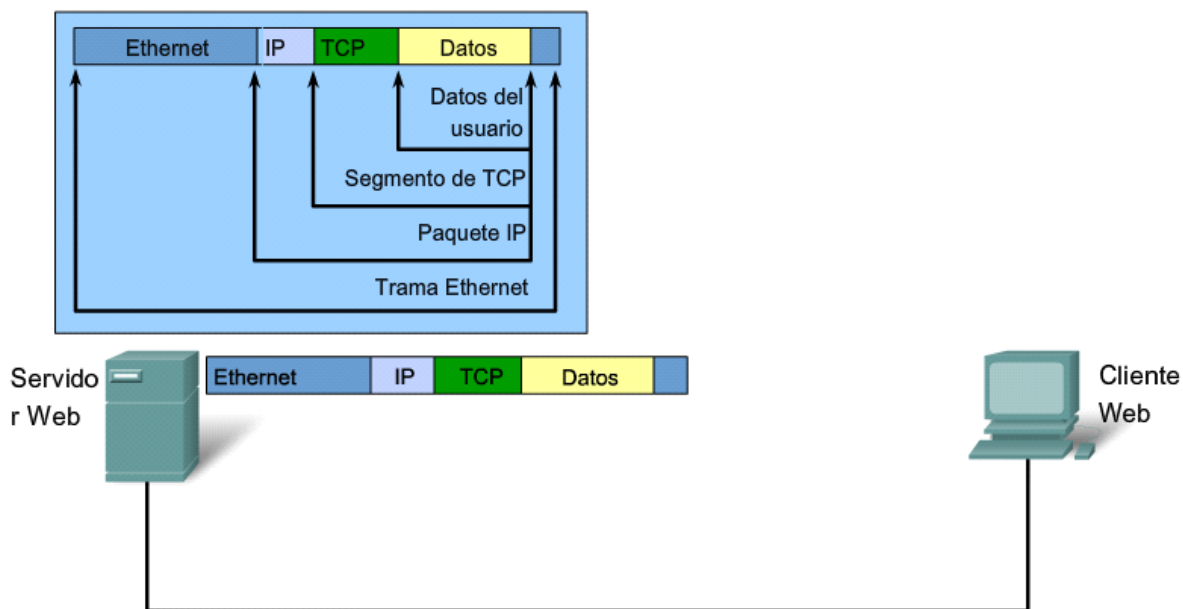 Ethernet IP TCP Datos
Datos del
usuario
Segmento de TCP
Paquete IP
Trama Ethernet
Servido
r Web
Ethernet IP TCP Datos
Cliente
Web